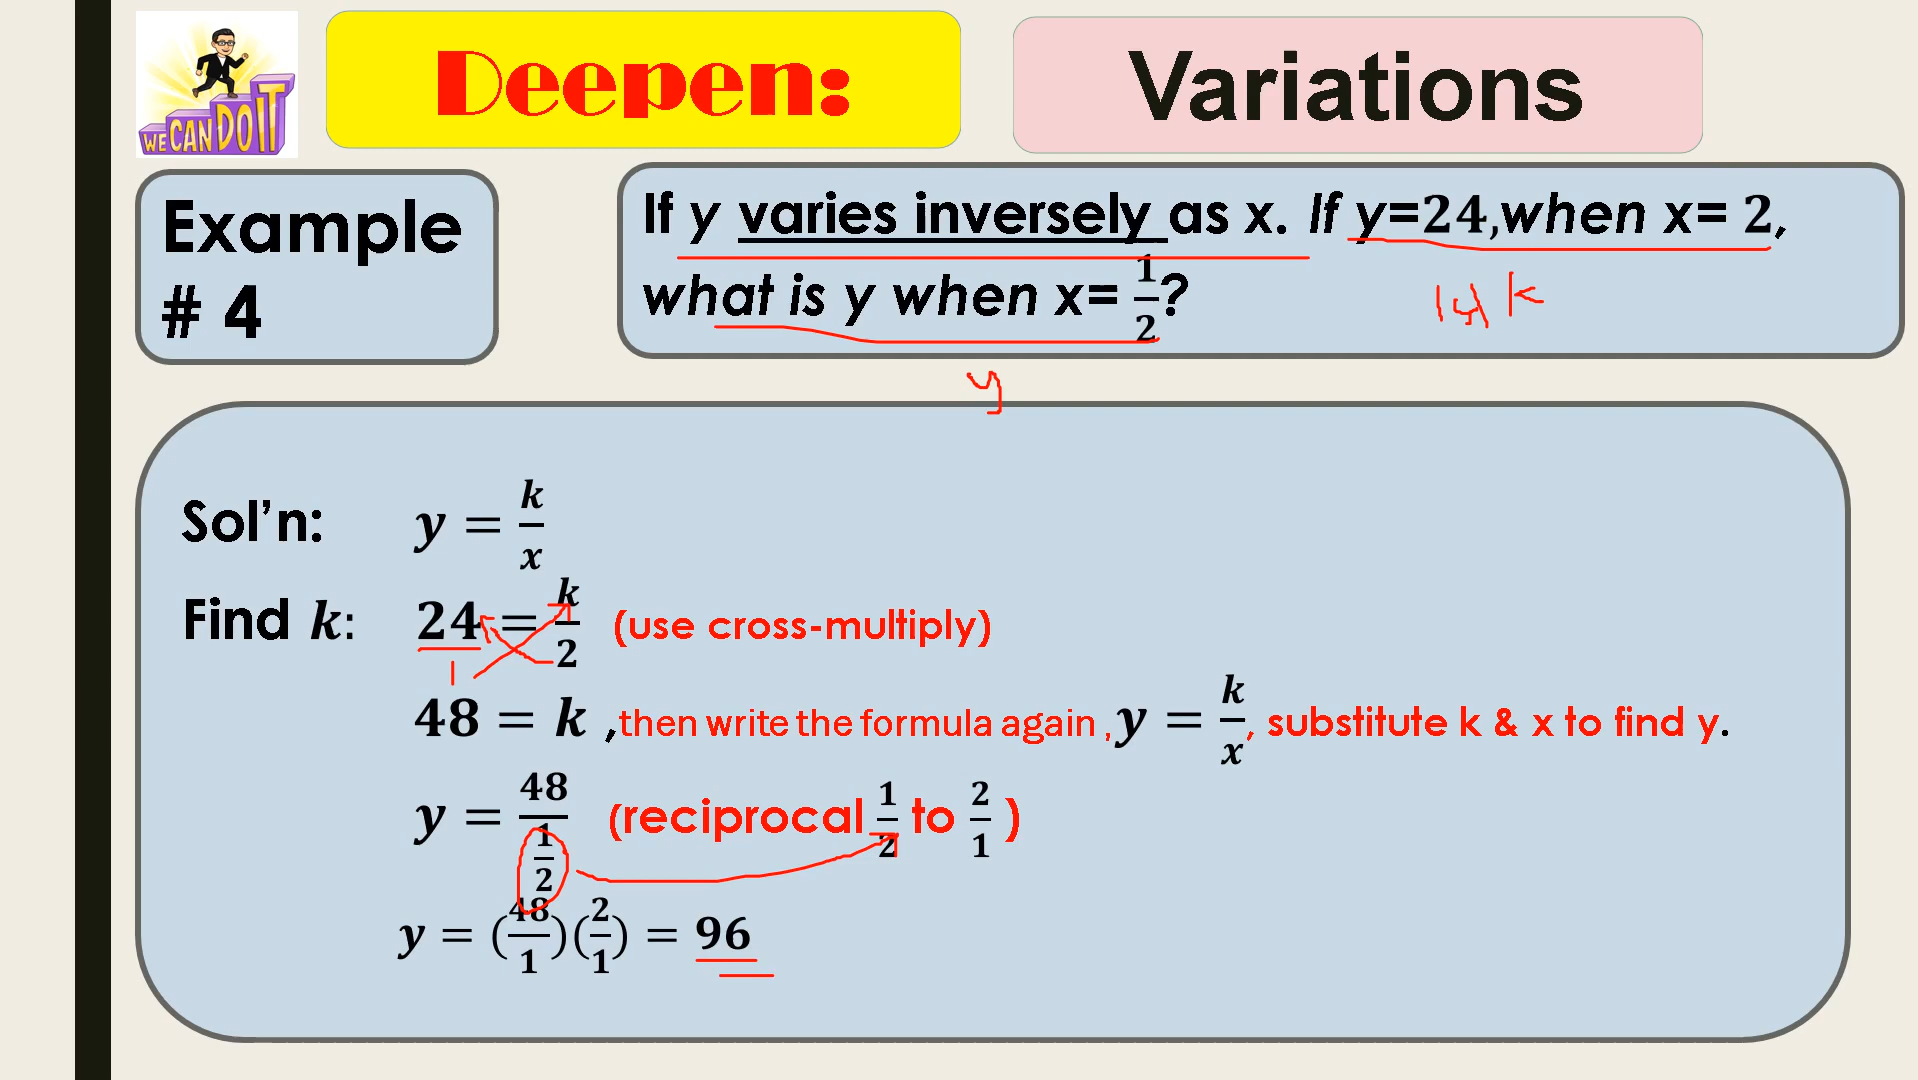 WE CAN DO IT
Deepen:
Variations
Example
# 4
If y varies inversely as x. If y=24,when x= 2,
what is y when x= 1/2?
k
y
Sol’n: y = k/x
Find k: 24 = k/2 (use cross-multiply)
1
48 = k ,then write the formula again , y = k/x, substitute k & x to find y.
y = 48/(1/2) (reciprocal 1/2 to 2/1 )
y = (48/1)(2/1) = 96